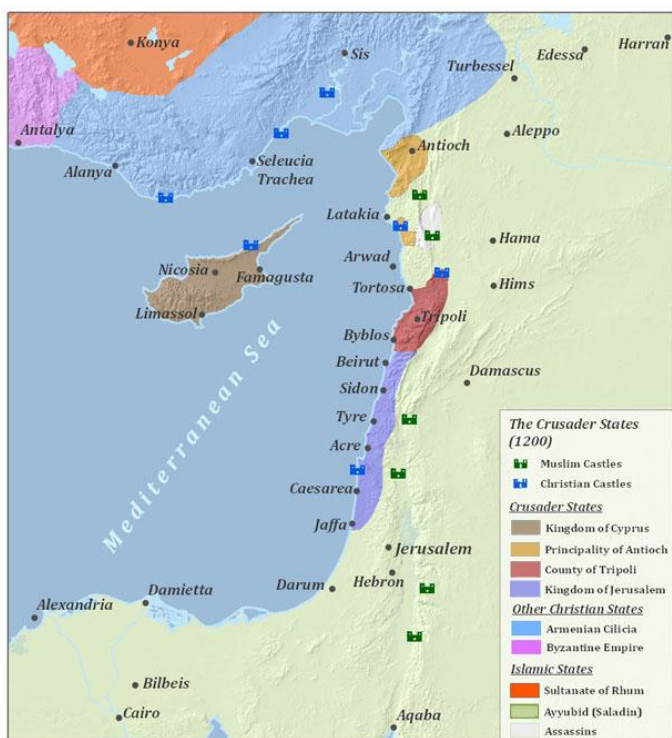 Konya
Sis
Edessa
Harran
Turbessel
Antalya
Alanya
Seleucia
Trachea
Antioch
Aleppo
Latakia
Hama
Nicosia
Famagusta
Arwad
Tortosa
Hims
Limassol
Tripoli
Byblos
Beirut
Damascus
Sidon
Tyre
Acre
Caesarea
Jaffa
Mediterranean Sea
Jerusalem
Hebron
Darum
Damietta
Alexandria
Bilbeis
Cairo
Aqaba
The Crusader States
(1200)
Muslim Castles
Christian Castles
Crusader States
Kingdom of Cyprus
Principality of Antioch
County of Tripoli
Kingdom of Jerusalem
Other Christian States
Armenian Cilicia
Byzantine Empire
Islamic States
Sultanate of Rhum
Ayyubid (Saladin)
Assassins